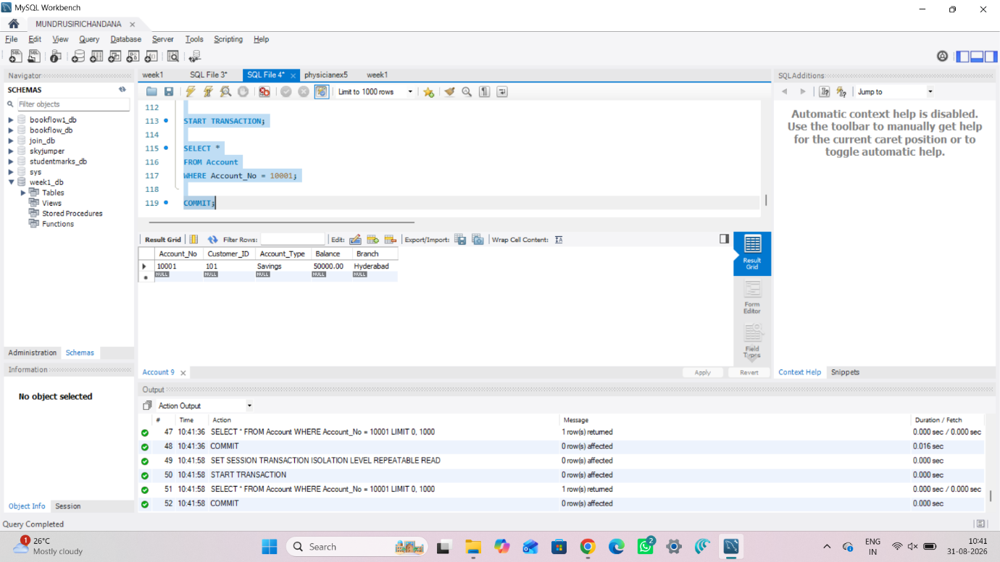 MySQL Workbench
MUNDRUSIRICHANDANA
File Edit View Query Database Server Tools Scripting Help
Navigator
SCHEMAS
Filter objects
bookflow1_db
bookflow_db
join_db
skyjumper
studentmarks_db
sys
week1_db
Tables
Views
Stored Procedures
Functions
Administration Schemas
Information
No object selected
Object Info Session
week1 SQL File 3* SQL File 4* physicianex5 week1
Limit to 1000 rows
112
113 START TRANSACTION;
114
115 SELECT *
116 FROM Account
117 WHERE Account_No = 10001;
118
119 COMMIT;
Result Grid Filter Rows: Edit: Export/Import: Wrap Cell Content:
Account_No Customer_ID Account_Type Balance Branch
10001 101 Savings 50000.00 Hyderabad
NULL NULL NULL NULL NULL
Result Grid
Form Editor
Field Types
Account 9 Apply Revert
Output
Action Output
# Time Action Message Duration / Fetch
47 10:41:36 SELECT * FROM Account WHERE Account_No = 10001 LIMIT 0, 1000 1 row(s) returned 0.000 sec / 0.000 sec
48 10:41:36 COMMIT 0 row(s) affected 0.016 sec
49 10:41:58 SET SESSION TRANSACTION ISOLATION LEVEL REPEATABLE READ 0 row(s) affected 0.000 sec
50 10:41:58 START TRANSACTION 0 row(s) affected 0.000 sec
51 10:41:58 SELECT * FROM Account WHERE Account_No = 10001 LIMIT 0, 1000 1 row(s) returned 0.000 sec / 0.000 sec
52 10:41:58 COMMIT 0 row(s) affected 0.000 sec
SQLAdditions
Jump to
Automatic context help is disabled.
Use the toolbar to manually get help
for the current caret position or to
toggle automatic help.
Context Help Snippets
Query Completed
1
26°C
Mostly cloudy
Search
2
ENG
IN
10:41
31-08-2026